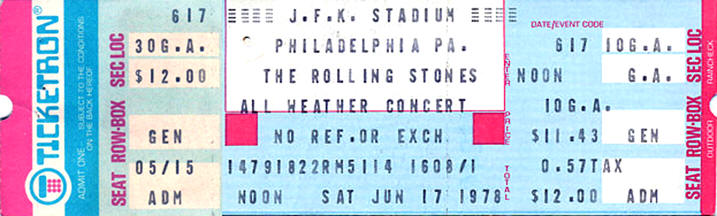 TICKETRON
ADMIT ONE - SUBJECT TO THE CONDITIONS
ON THE BACK HEREOF
SEAT ROW-BOX SEC.LOC
617
30G.A.
$12.00
GEN
05/15
ADM
J.F.K. STADIUM
PHILADELPHIA PA.
THE ROLLING STONES
ALL WEATHER CONCERT
NO REF.OR EXCH.
14791822RM5114 1608/1
NOON SAT JUN 17 1978
DATE/EVENT CODE
617 10G.A.
ENTER
NOON G.A.
10G.A.
PRICE
$11.43 GEN
0.57TAX
TOTAL
$12.00 ADM
SEAT ROW-BOX SEC.LOC
OUTDOOR RAINCHECK